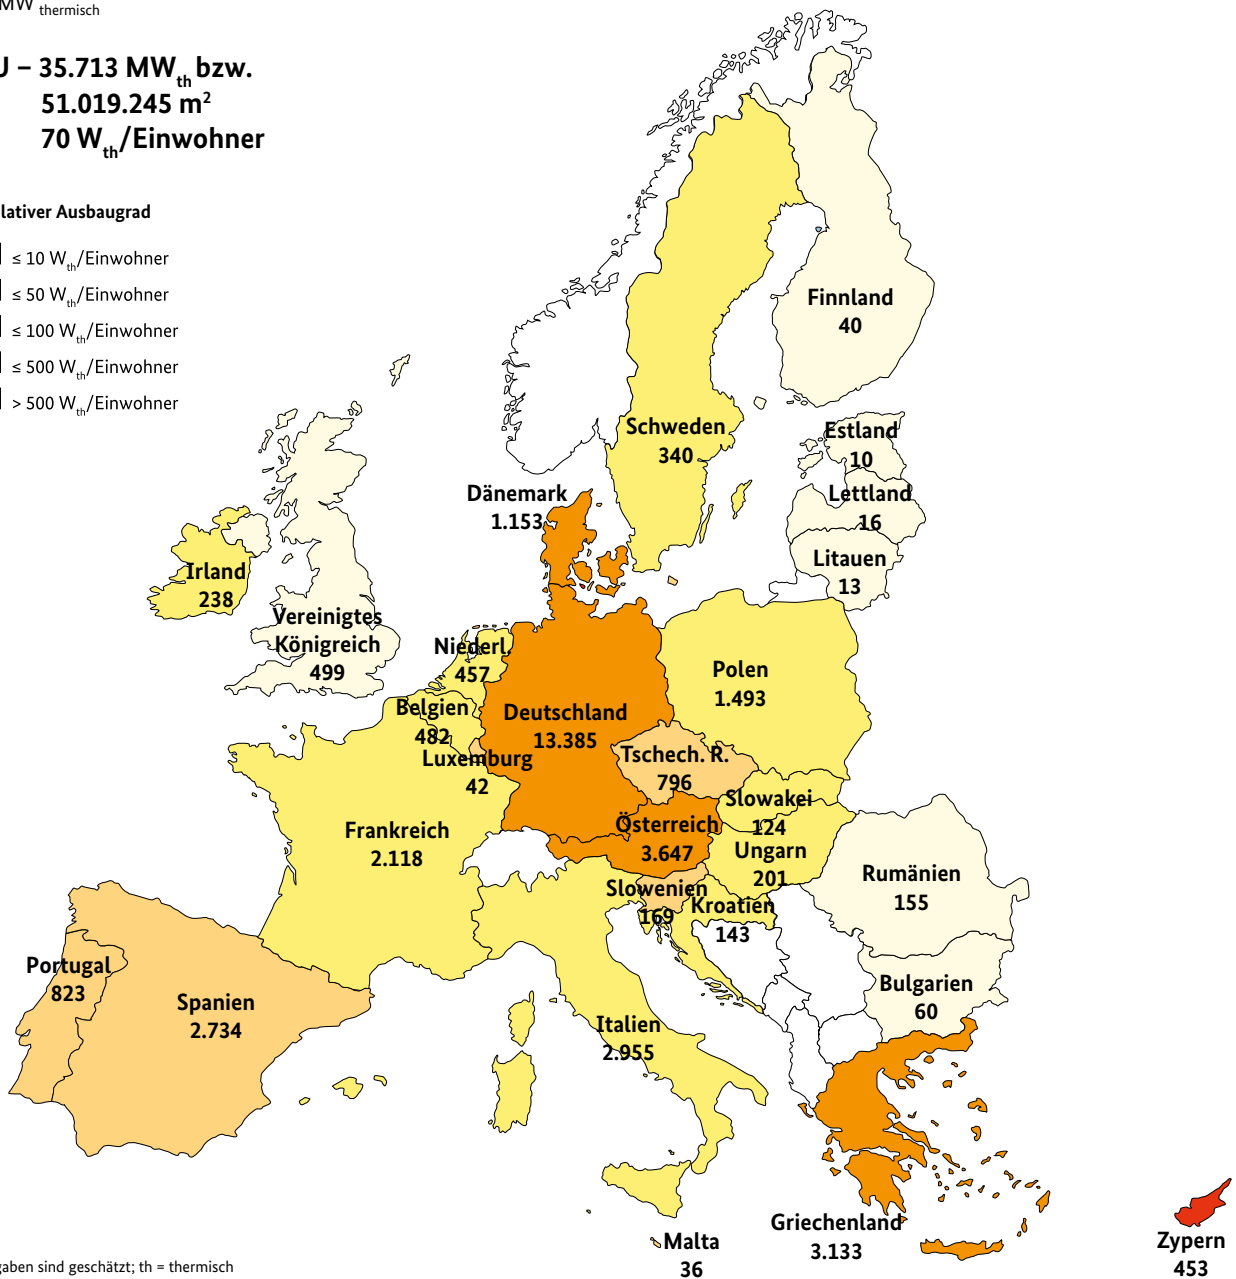 MW thermisch
U – 35.713 MWth bzw.
51.019.245 m²
70 Wth/Einwohner
lativer Ausbaugrad
≤ 10 Wth/Einwohner
≤ 50 Wth/Einwohner
≤ 100 Wth/Einwohner
≤ 500 Wth/Einwohner
> 500 Wth/Einwohner
Finnland
40
Schweden
340
Estland
10
Lettland
16
Litauen
13
Dänemark
1.153
Irland
238
Vereinigtes
Königreich
499
Niederl.
457
Belgien
482
Luxemburg
42
Deutschland
13.385
Polen
1.493
Tschech. R.
796
Slowakei
124
Österreich
3.647
Ungarn
201
Frankreich
2.118
Slowenien
169
Kroatien
143
Rumänien
155
Bulgarien
60
Portugal
823
Spanien
2.734
Italien
2.955
Malta
36
Griechenland
3.133
Zypern
453
gaben sind geschätzt; th = thermisch